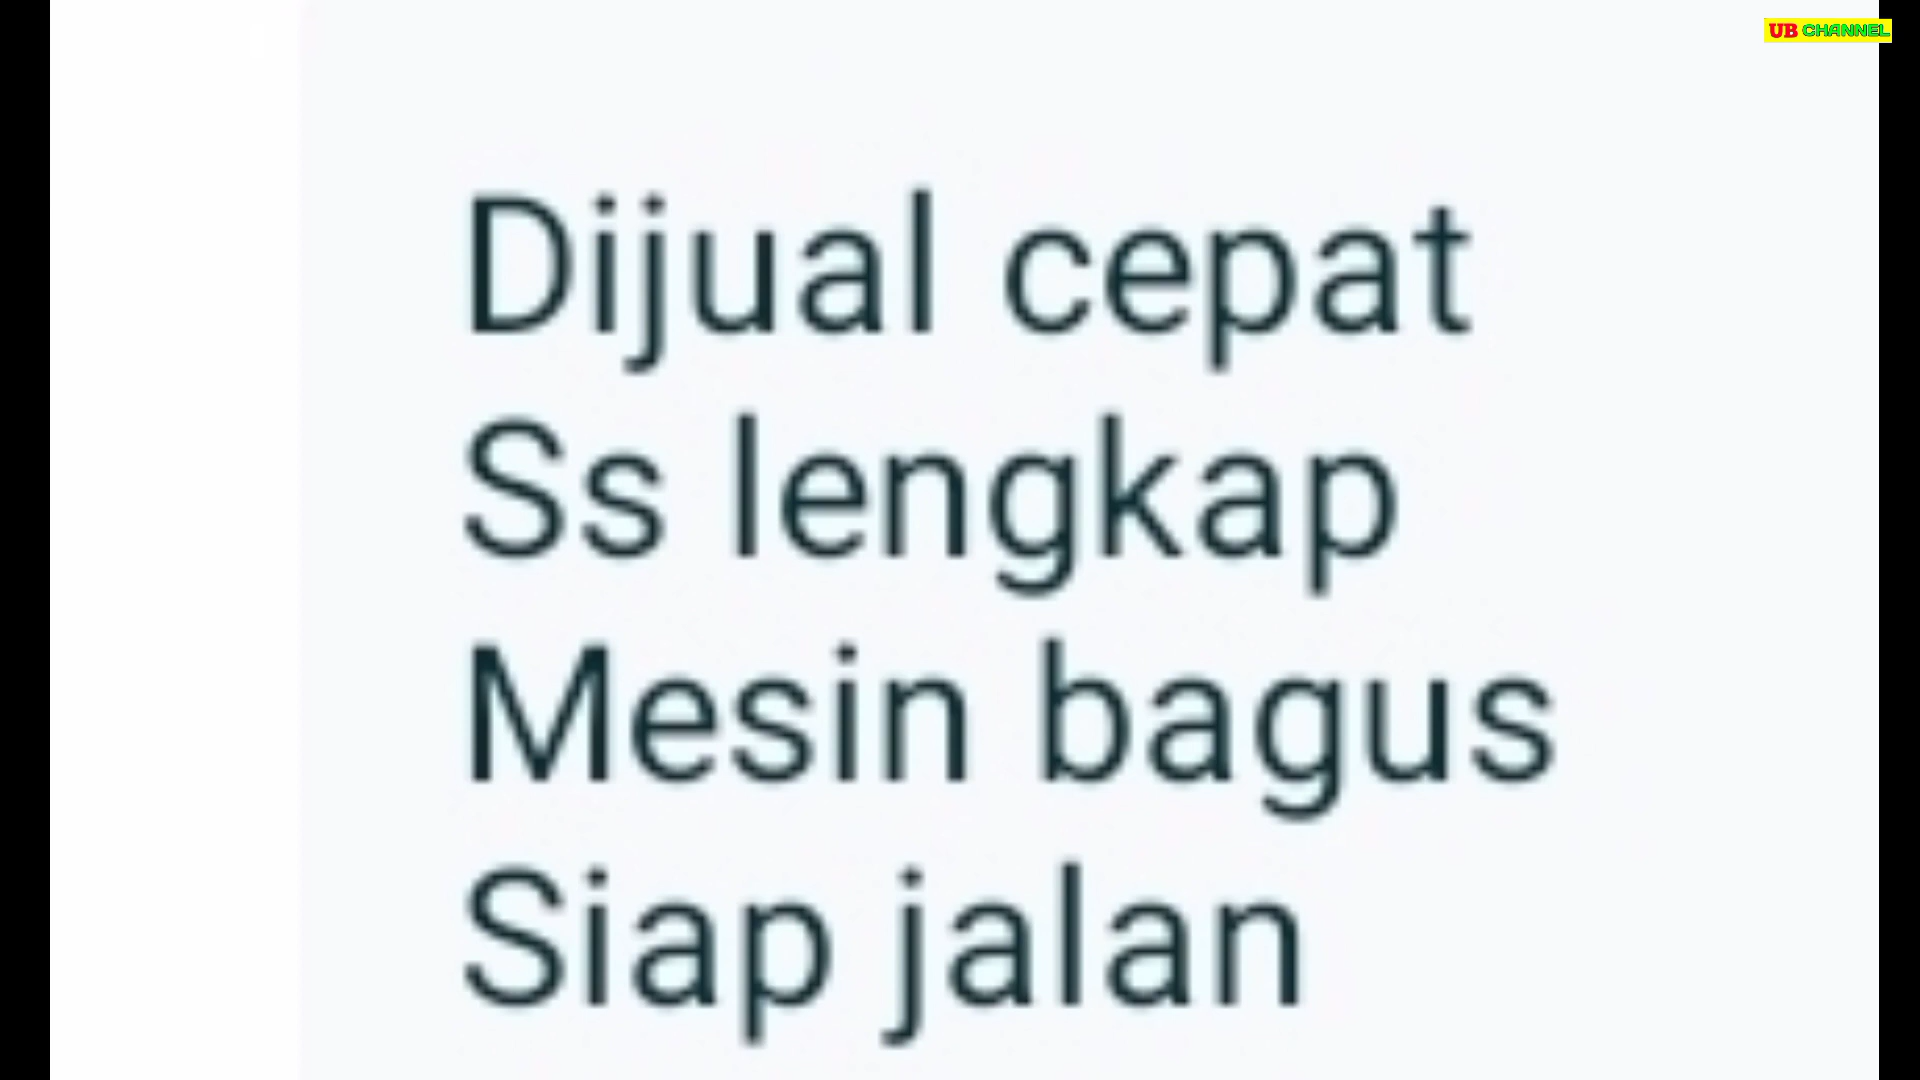 UB CHANNEL
Dijual cepat
Ss lengkap
Mesin bagus
Siap jalan